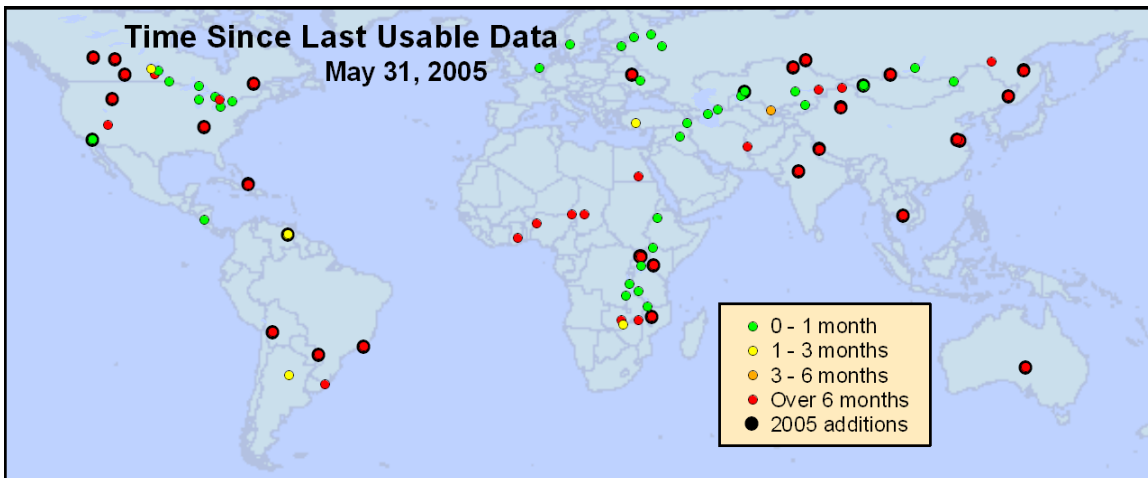 Time Since Last Usable Data
May 31, 2005
0 - 1 month
1 - 3 months
3 - 6 months
Over 6 months
2005 additions